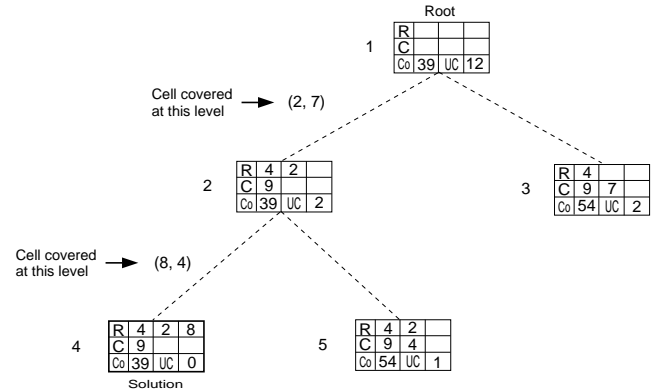 Root
1
R
C
Co 39 UC 12
Cell covered
at this level
(2, 7)
2
R 4 2
C 9
Co 39 UC 2
3
R 4
C 9 7
Co 54 UC 2
Cell covered
at this level
(8, 4)
4
R 4 2 8
C 9
Co 39 UC 0
Solution
5
R 4 2
C 9 4
Co 54 UC 1